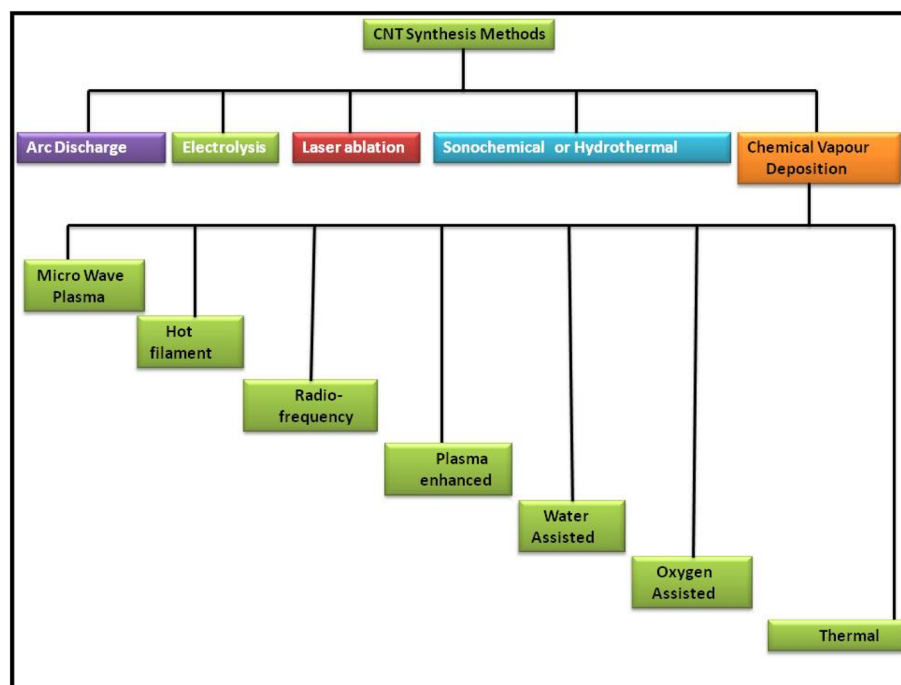 CNT Synthesis Methods
Arc Discharge
Electrolysis
Laser ablation
Sonochemical or Hydrothermal
Chemical Vapour
Deposition
Micro Wave
Plasma
Hot
filament
Radio-
frequency
Plasma
enhanced
Water
Assisted
Oxygen
Assisted
Thermal